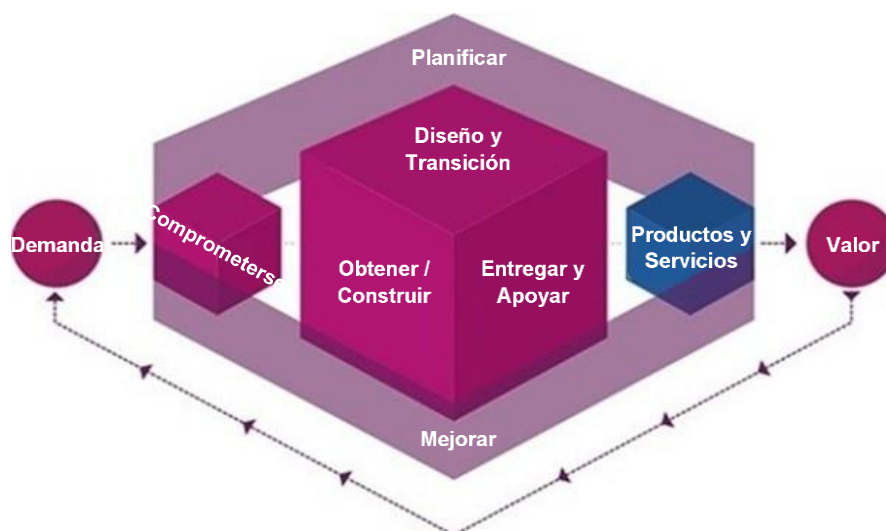 Planificar
Diseño y
Transición
Comprometerse
Demanda
Obtener /
Construir
Entregar y
Apoyar
Productos y
Servicios
Valor
Mejorar